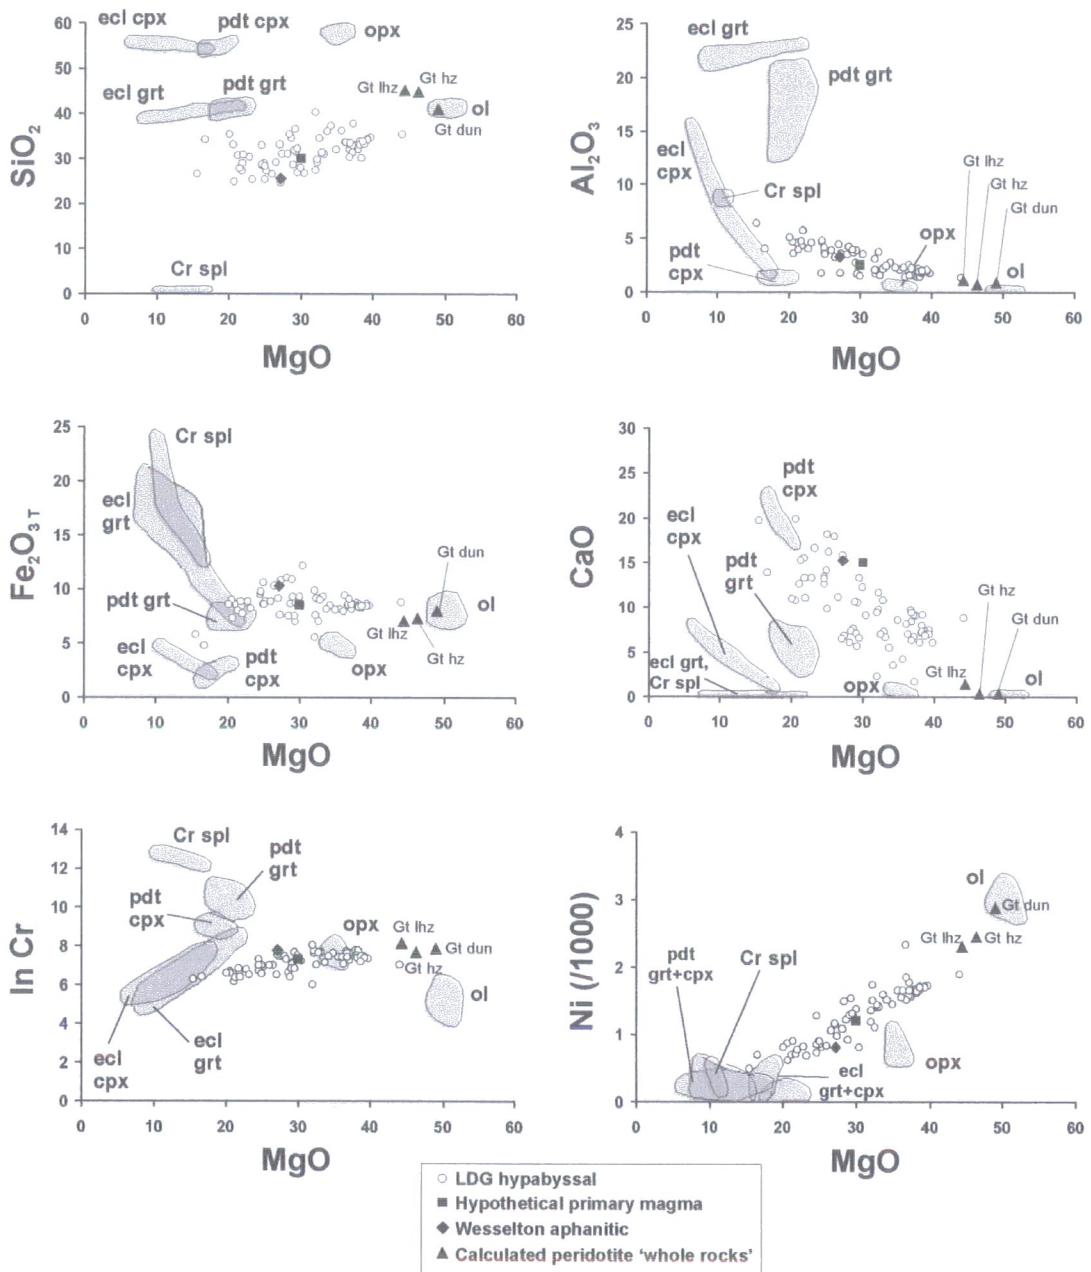 ecl cpx pdt cpx opx
ecl grt pdt grt
Gt lhz Gt hz
ol
Gt dun
Cr spl
SiO2
60
50
40
30
20
10
0
0 10 20 30 40 50 60
MgO
ecl grt
pdt grt
ecl cpx
Cr spl
pdt cpx
opx
Gt lhz
Gt hz
Gt dun
ol
Al2O3
25
20
15
10
5
0
0 10 20 30 40 50 60
MgO
Cr spl
ecl grt
pdt grt
ecl cpx
pdt cpx
opx
Gt dun
ol
Gt lhz
Gt hz
Fe2O3 T
25
20
15
10
5
0
0 10 20 30 40 50 60
MgO
pdt cpx
ecl cpx
pdt grt
ecl grt,
Cr spl
opx
Gt hz
Gt lhz
Gt dun
ol
CaO
30
25
20
15
10
5
0
0 10 20 30 40 50 60
MgO
Cr spl
pdt grt
pdt cpx
opx
Gt lhz
Gt dun
Gt hz
ol
ecl cpx
ecl grt
ln Cr
14
12
10
8
6
4
2
0
0 10 20 30 40 50 60
MgO
ol
Gt dun
Gt lhz Gt hz
pdt grt+cpx
Cr spl
opx
ecl grt+cpx
Ni (/1000)
4
3
2
1
0
0 10 20 30 40 50 60
MgO
LDG hypabyssal
Hypothetical primary magma
Wesselton aphanitic
Calculated peridotite 'whole rocks'